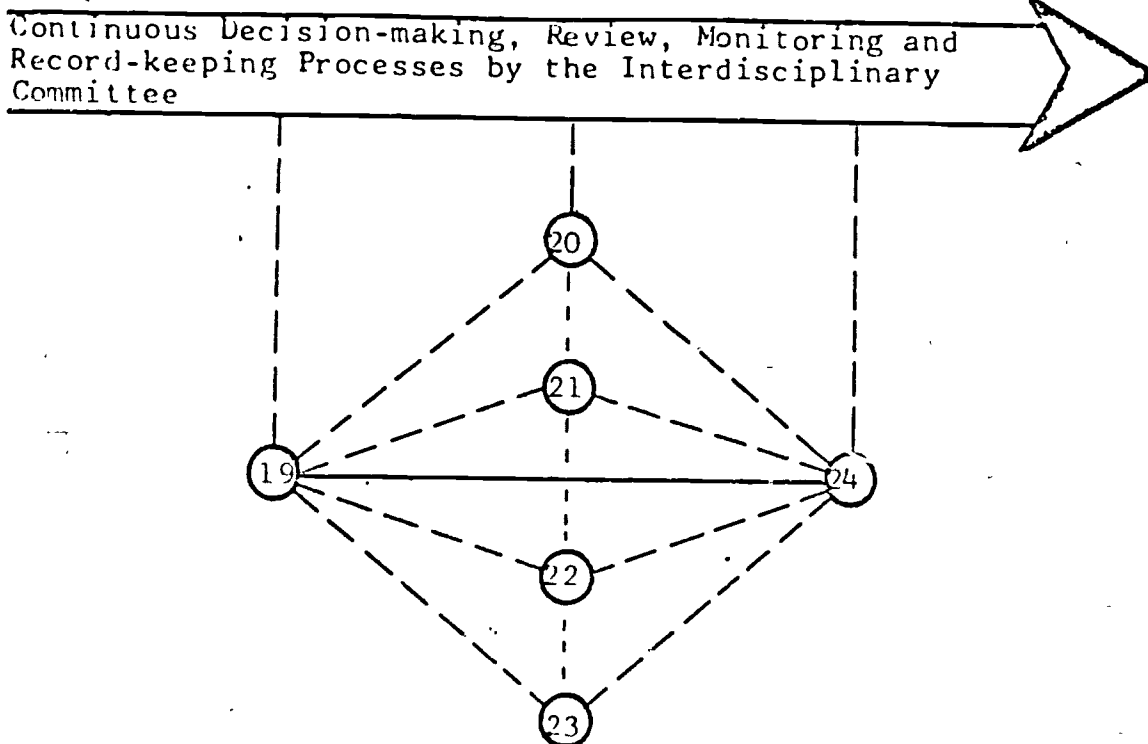 Continuous Decision-making, Review, Monitoring and
Record-keeping Processes by the Interdisciplinary
Committee
20
21
19
24
22
23